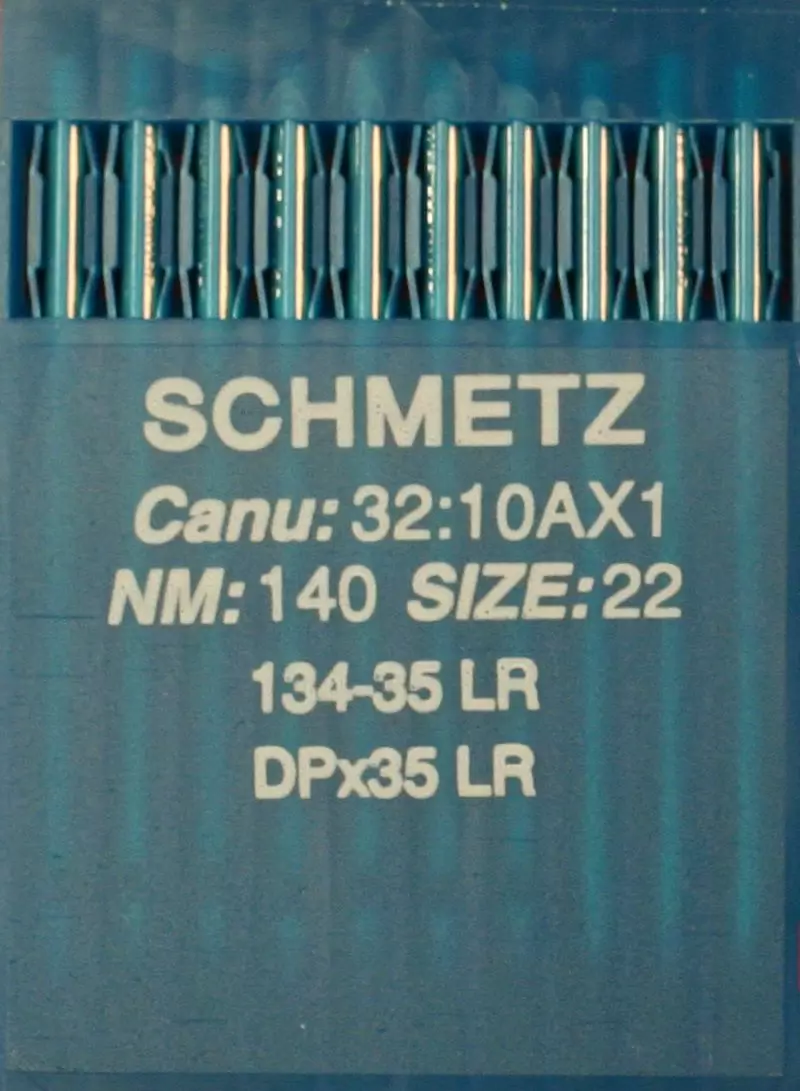 SCHMETZ
Canu: 32:10AX1
NM: 140 SIZE: 22
134-35 LR
DPx35 LR